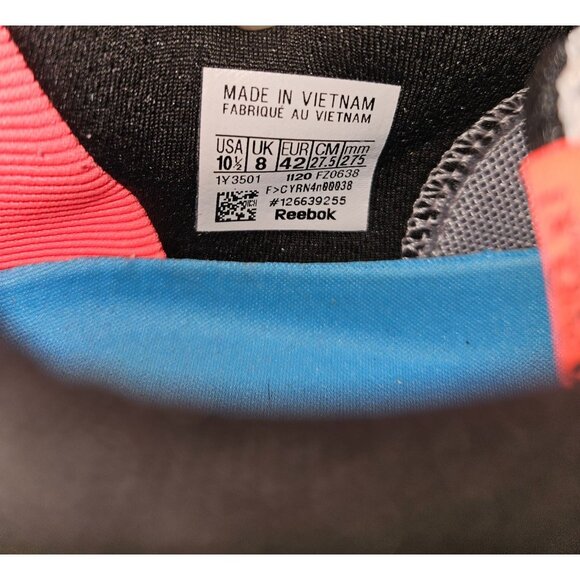 MADE IN VIETNAM
FABRIQUÉ AU VIETNAM
USA UK EUR CM mm
10½ 8 42 27.5 275
1Y3501 1120 FZ0638
F>CYRN4n00038
#126639255
Reebok